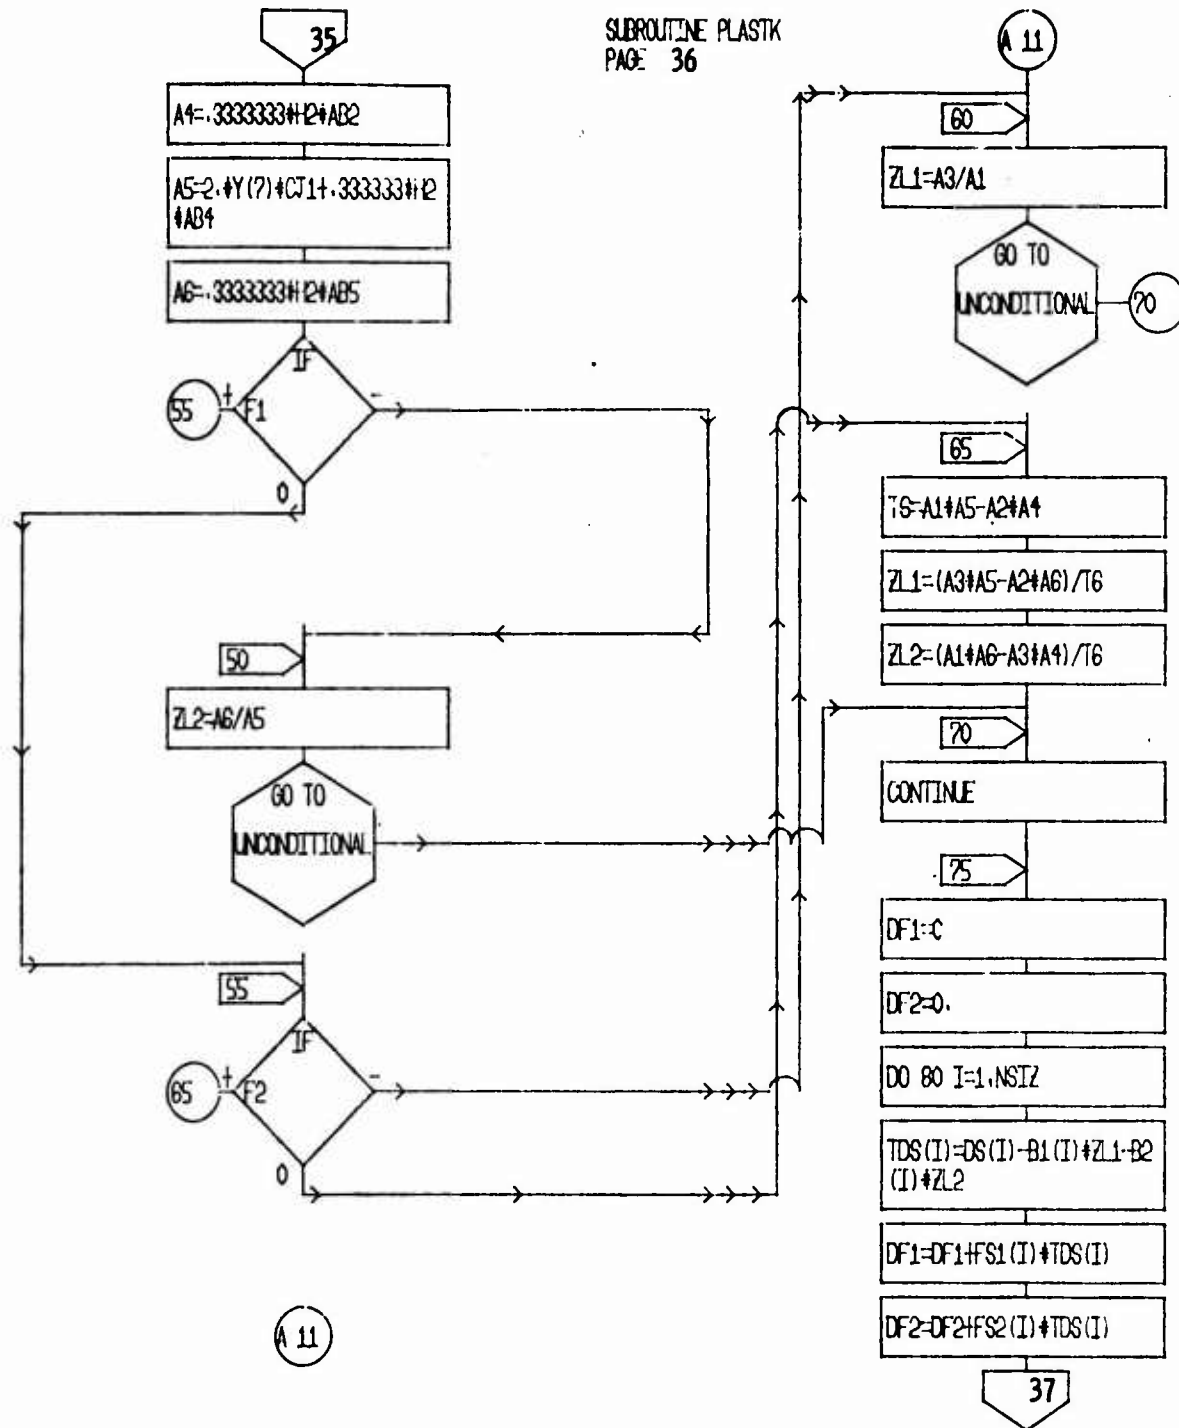 SUBROUTINE PLASTK
PAGE 36
35
A4=.3333333*H2*AB2
A5=2.*Y(7)*CJ1+.333333*H2
*AB4
A6=.3333333*H2*AB5
IF
55
+
F1
-
0
50
ZL2=A6/A5
GO TO
UNCONDITIONAL
55
IF
65
+
F2
-
0
A 11
A 11
60
ZL1=A3/A1
GO TO
UNCONDITIONAL
70
65
T6=A1*A5-A2*A4
ZL1=(A3*A5-A2*A6)/T6
ZL2=(A1*A6-A3*A4)/T6
70
CONTINUE
75
DF1=C
DF2=0.
DO 80 I=1,NSIZ
TDS(I)=DS(I)-B1(I)*ZL1-B2
(I)*ZL2
DF1=DF1+FS1(I)*TDS(I)
DF2=DF2+FS2(I)*TDS(I)
37